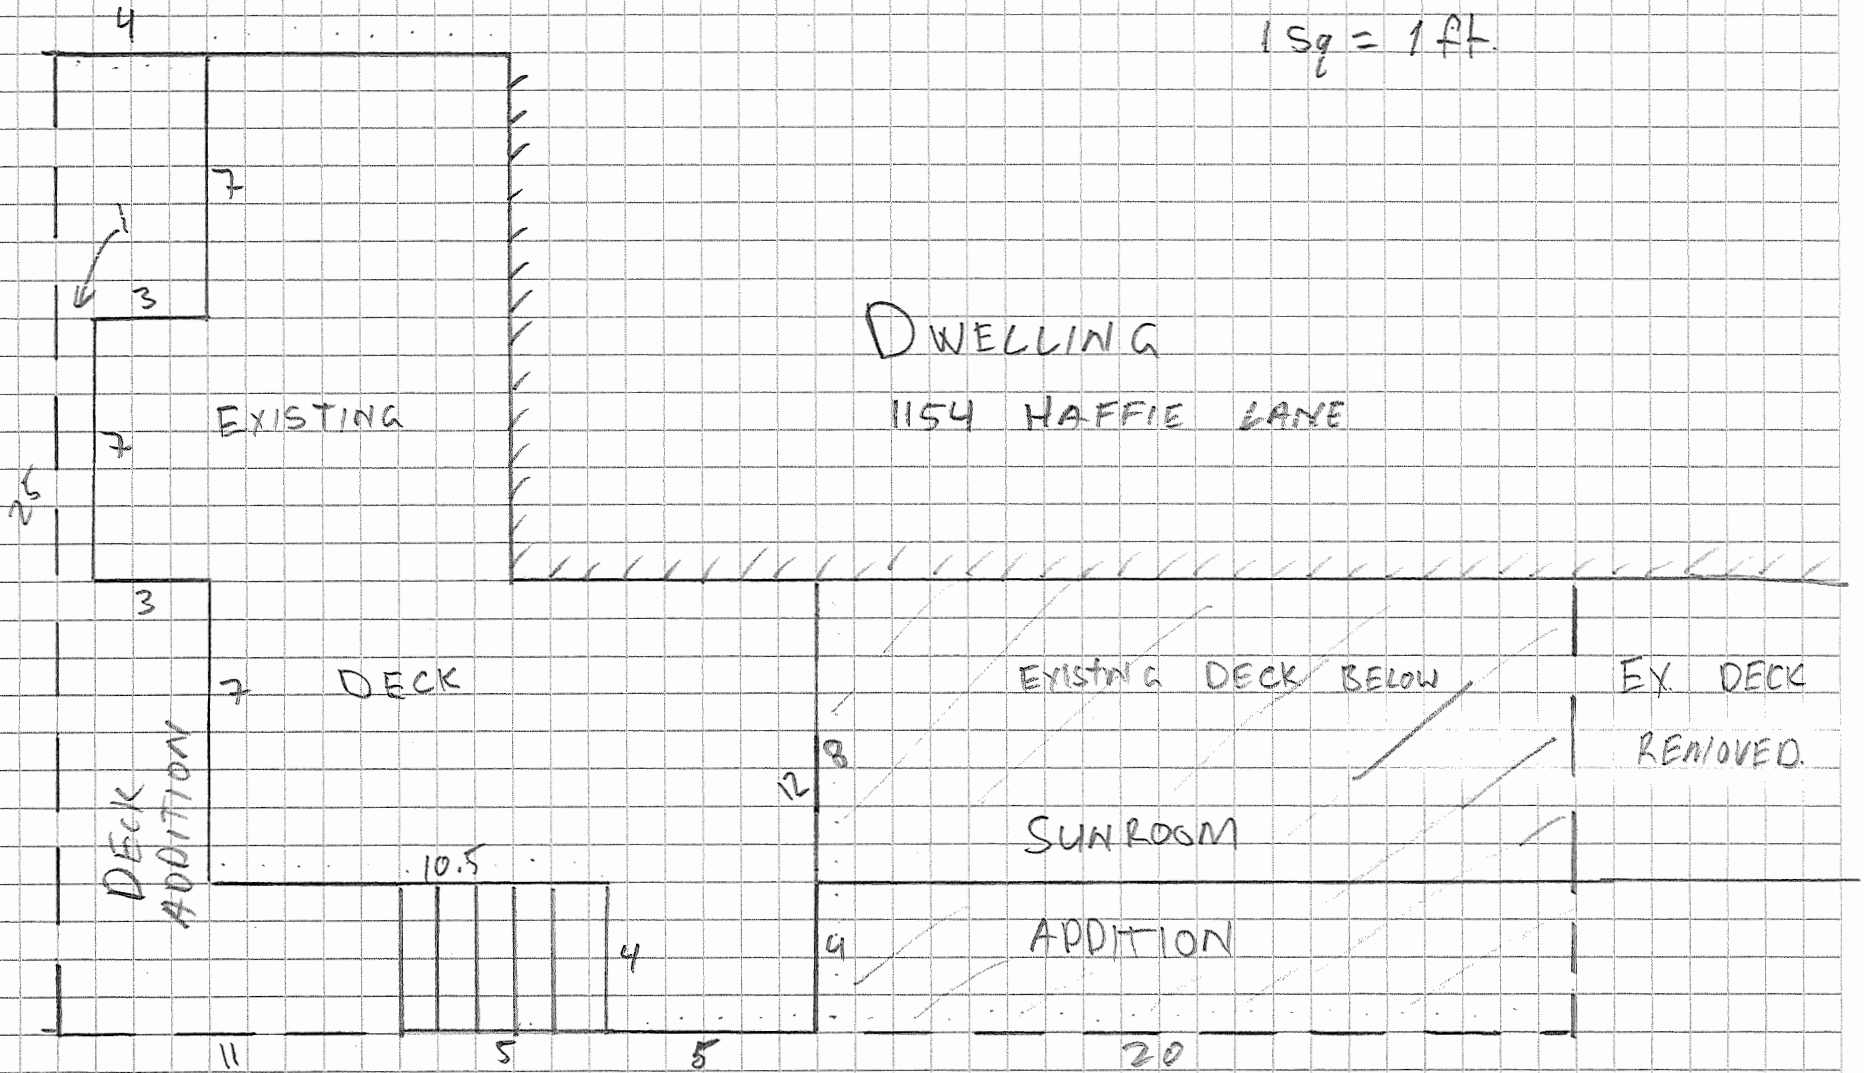 4
1 Sq = 1 ft.
7
1
3
DWELLING
1154 HAFFIE LANE
EXISTING
7
3
7
DECK
EXISTING DECK BELOW
EX. DECK
REMOVED.
8
12
SUNROOM
DECK
ADDITION
10.5
4
4
ADDITION
11
5
5
20